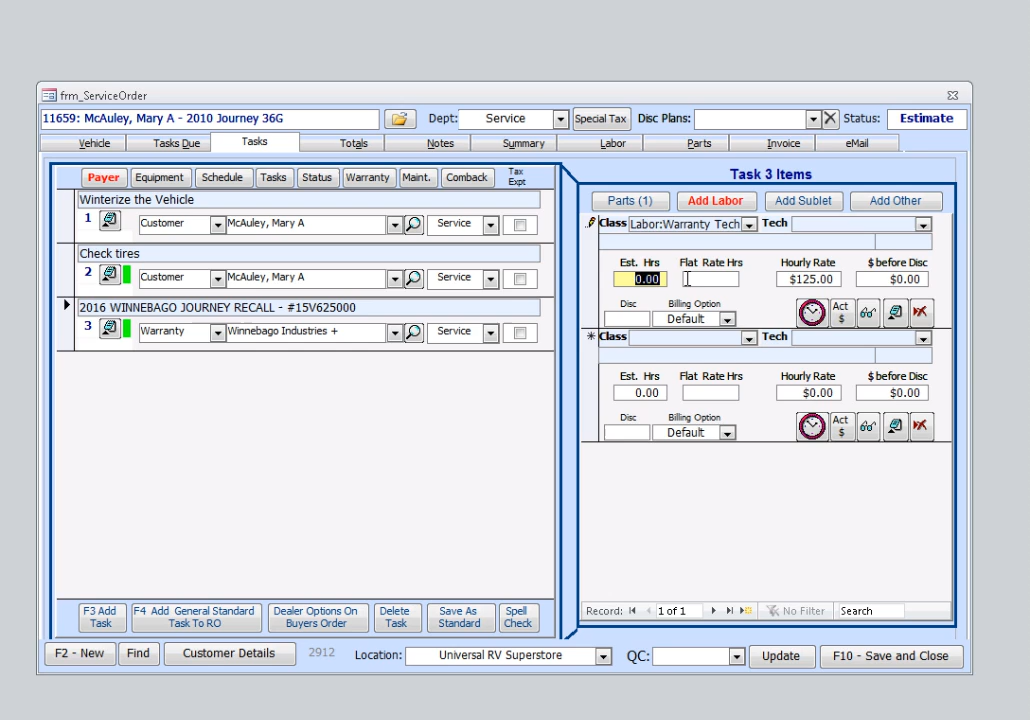 frm_ServiceOrder
11659: McAuley, Mary A - 2010 Journey 36G Dept: Service Special Tax Disc Plans: Status: Estimate
Vehicle Tasks Due Tasks Totals Notes Summary Labor Parts Invoice eMail
Payer Equipment Schedule Tasks Status Warranty Maint. Comback Tax Expt
Winterize the Vehicle
1 Customer McAuley, Mary A Service
Check tires
2 Customer McAuley, Mary A Service
2016 WINNEBAGO JOURNEY RECALL - #15V625000
3 Warranty Winnebago Industries + Service
F3 Add Task F4 Add General Standard Task To RO Dealer Options On Buyers Order Delete Task Save As Standard Spell Check
Task 3 Items
Parts (1) Add Labor Add Sublet Add Other
Class Labor:Warranty Tech Tech
Est. Hrs Flat Rate Hrs Hourly Rate $ before Disc
0.00 $125.00 $0.00
Disc Billing Option
Default Act $
Class Tech
Est. Hrs Flat Rate Hrs Hourly Rate $ before Disc
0.00 $0.00 $0.00
Disc Billing Option
Default Act $
Record: 1 of 1 No Filter Search
F2 - New Find Customer Details 2912 Location: Universal RV Superstore QC: Update F10 - Save and Close